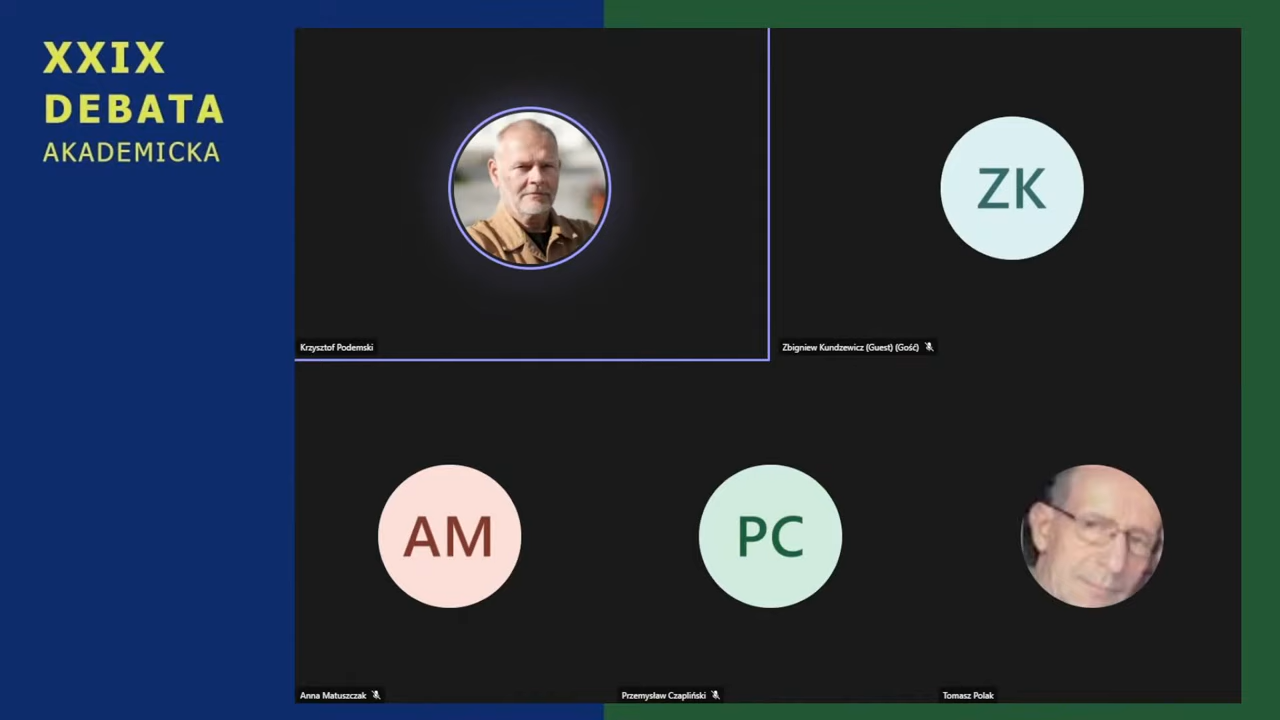 XXIX
DEBATA
AKADEMICKA
Krzysztof Podemski
ZK
Zbigniew Kundzewicz (Guest) (Gość)
AM
Anna Matuszczak
PC
Przemysław Czapliński
Tomasz Polak